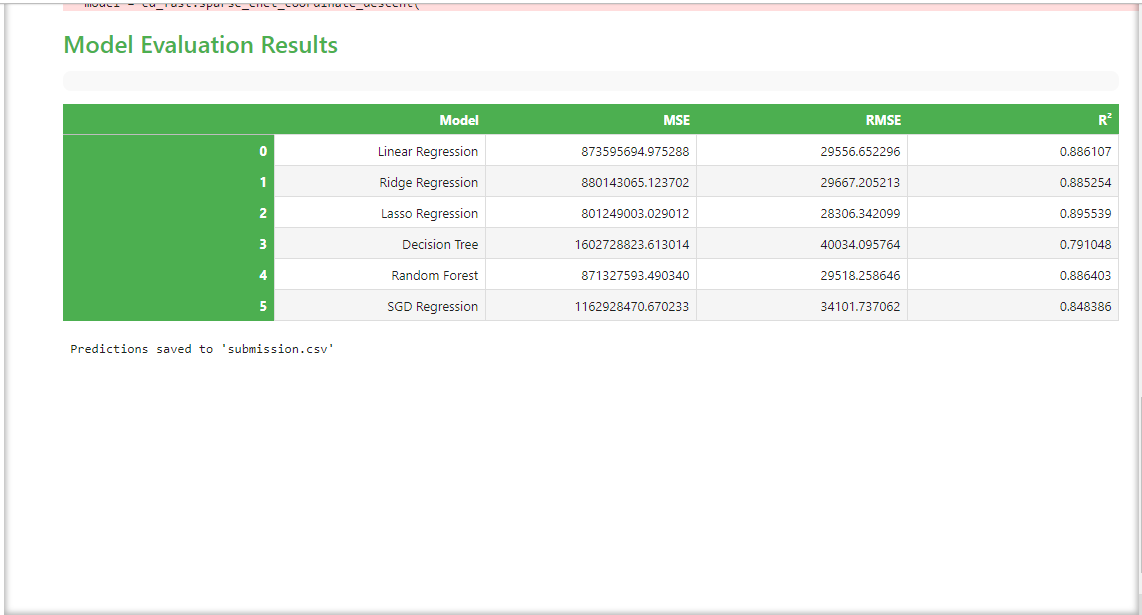 model = cd_fast.sparse_enet_coordinate_descent(
Model Evaluation Results
Model MSE RMSE R²
0 Linear Regression 873595694.975288 29556.652296 0.886107
1 Ridge Regression 880143065.123702 29667.205213 0.885254
2 Lasso Regression 801249003.029012 28306.342099 0.895539
3 Decision Tree 1602728823.613014 40034.095764 0.791048
4 Random Forest 871327593.490340 29518.258646 0.886403
5 SGD Regression 1162928470.670233 34101.737062 0.848386
Predictions saved to 'submission.csv'